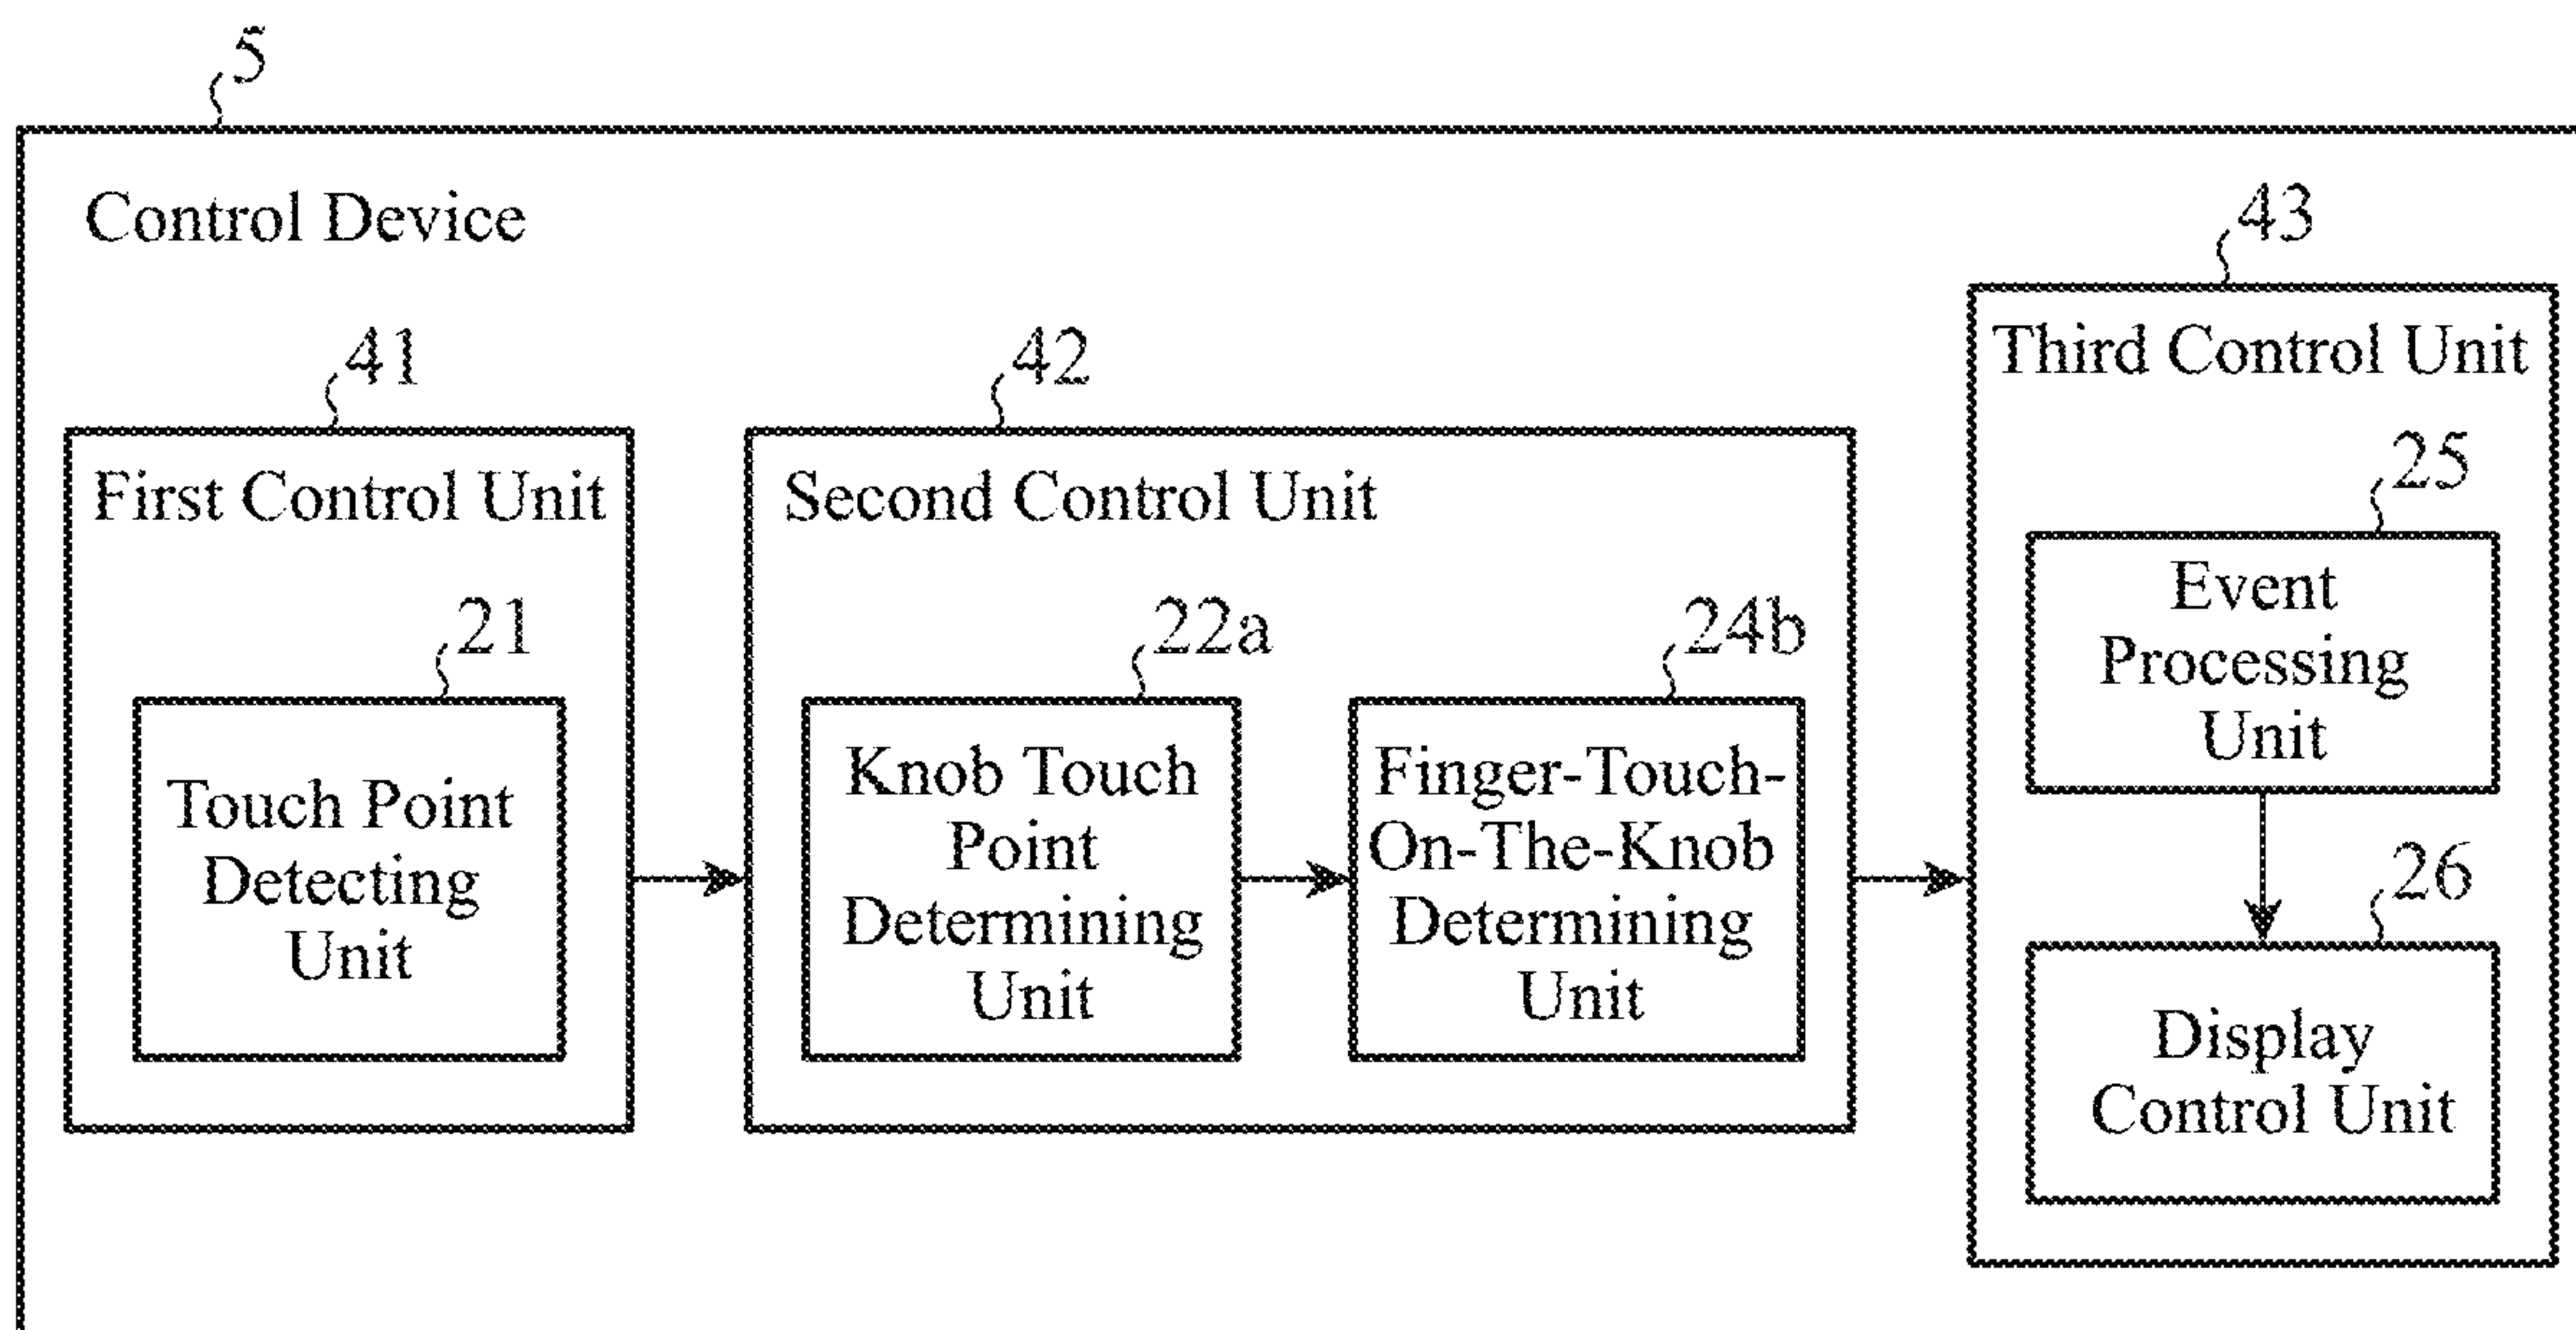 5
Control Device
43
Third Control Unit
41
First Control Unit
42
Second Control Unit
25
Event
Processing
Unit
21
Touch Point
Detecting
Unit
22a
Knob Touch
Point
Determining
Unit
24b
Finger-Touch-
On-The-Knob
Determining
Unit
26
Display
Control Unit